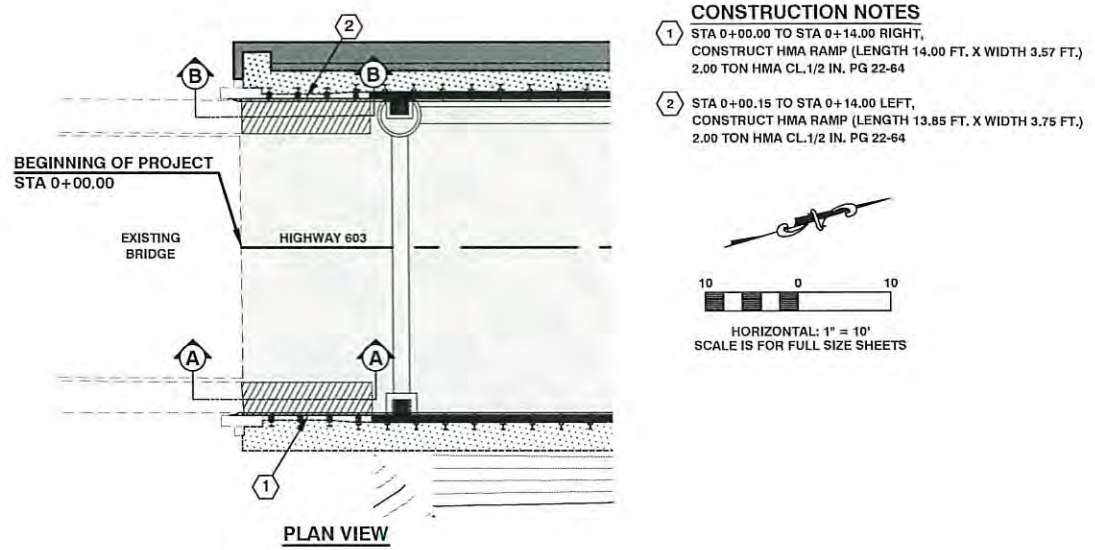 2
B
B
BEGINNING OF PROJECT
STA 0+00.00
EXISTING
BRIDGE
HIGHWAY 603
A
A
1
PLAN VIEW
CONSTRUCTION NOTES
1 STA 0+00.00 TO STA 0+14.00 RIGHT,
CONSTRUCT HMA RAMP (LENGTH 14.00 FT. X WIDTH 3.57 FT.)
2.00 TON HMA CL.1/2 IN. PG 22-64
2 STA 0+00.15 TO STA 0+14.00 LEFT,
CONSTRUCT HMA RAMP (LENGTH 13.85 FT. X WIDTH 3.75 FT.)
2.00 TON HMA CL.1/2 IN. PG 22-64
10 0 10
HORIZONTAL: 1" = 10'
SCALE IS FOR FULL SIZE SHEETS